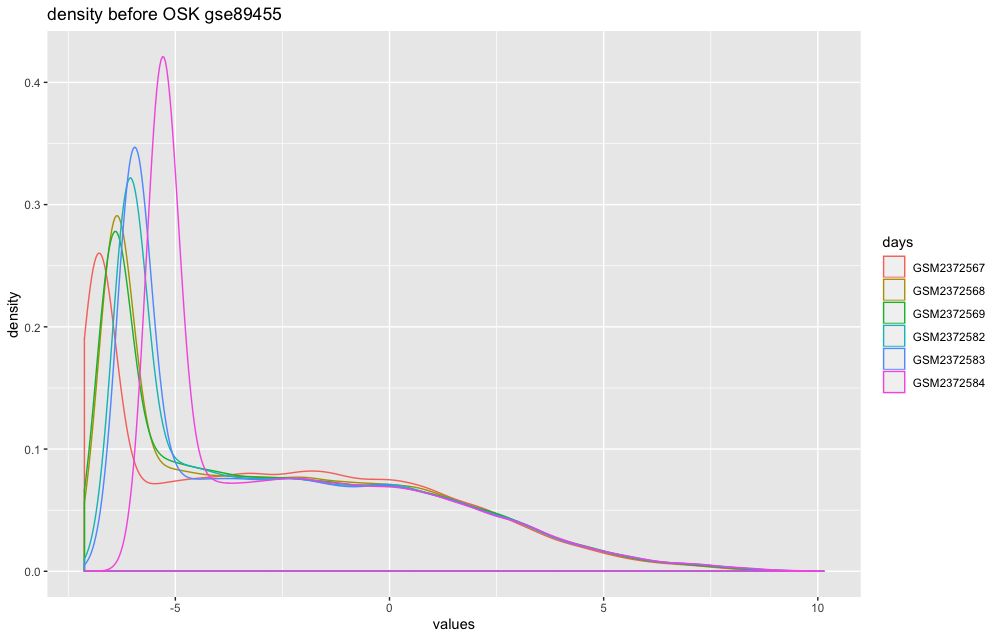 density before OSK gse89455
0.4
0.3
0.2
0.1
0.0
density
-5
0
5
10
values
days
GSM2372567
GSM2372568
GSM2372569
GSM2372582
GSM2372583
GSM2372584